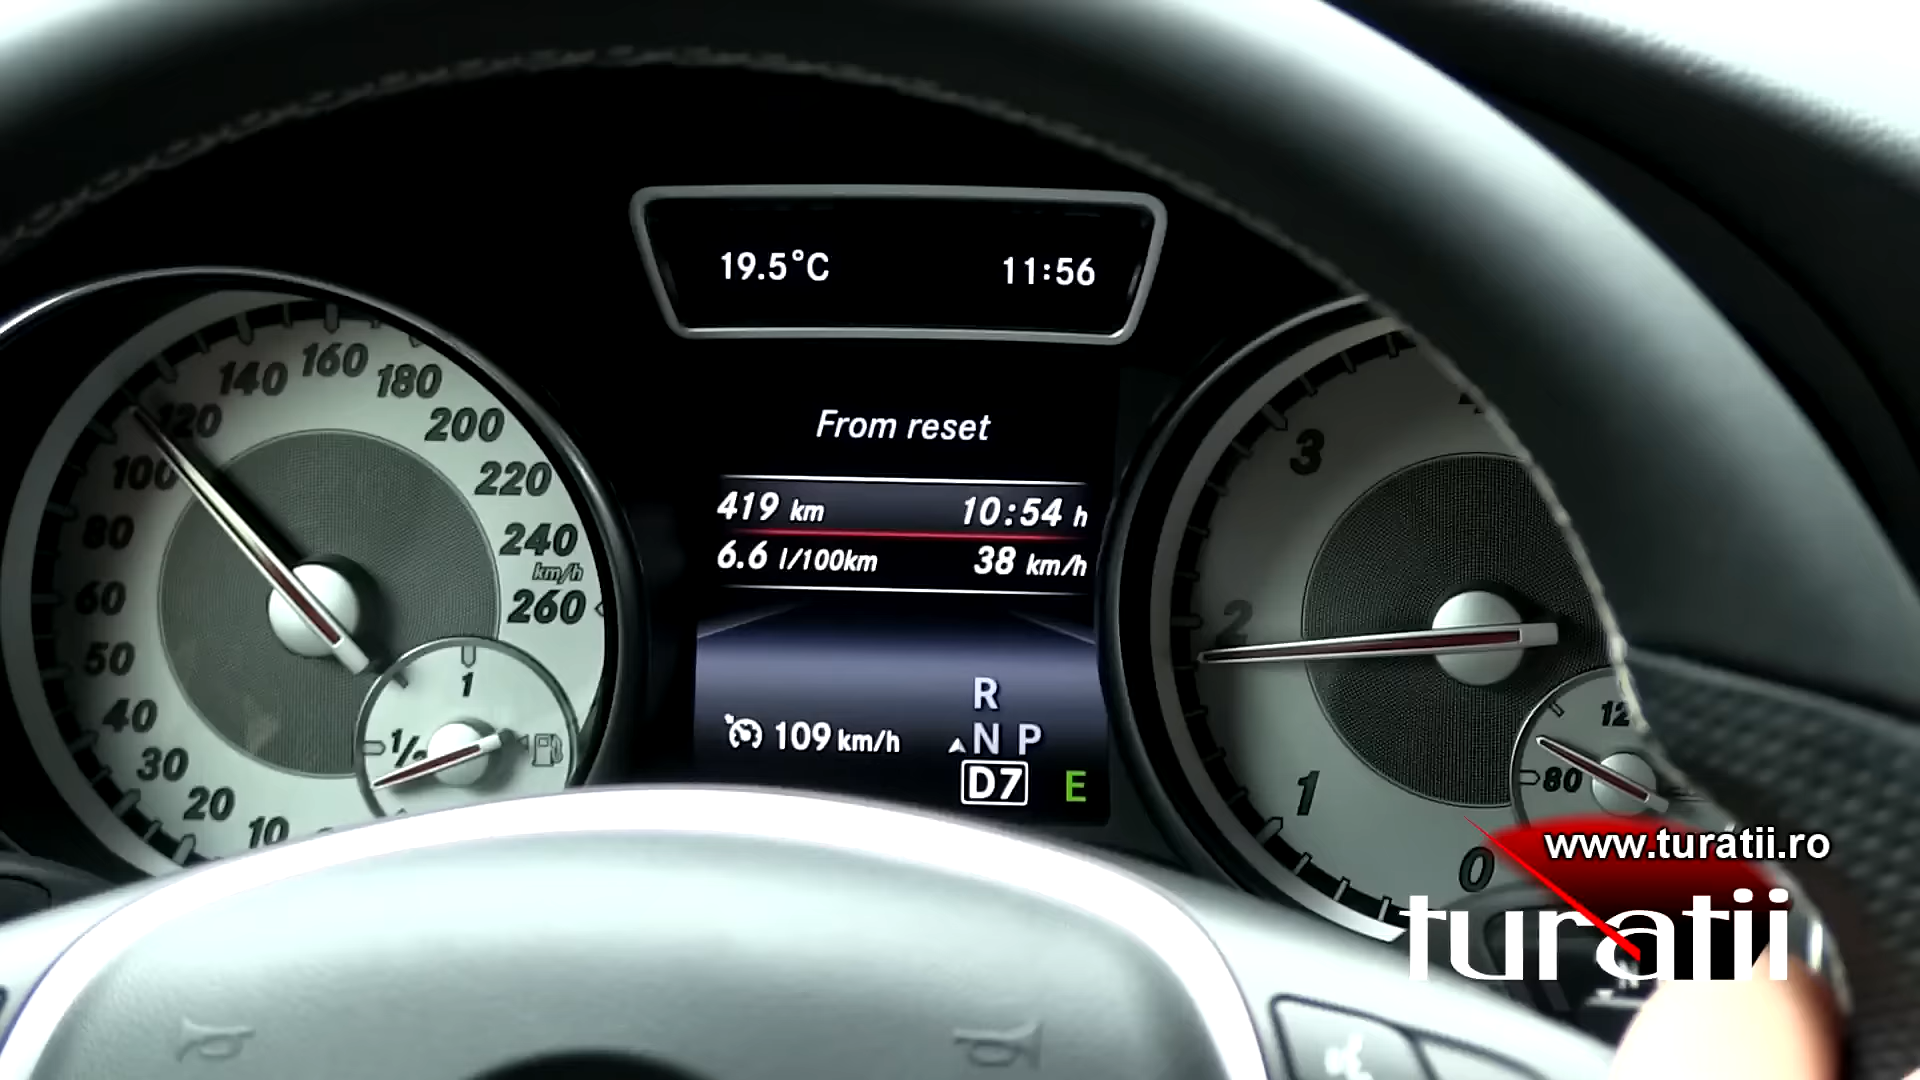 19.5°C 11:56
From reset
419 km 10:54 h
6.6 l/100km 38 km/h
109 km/h
R
N P
D7 E
10
20
30
40
50
60
80
100
120
140
160
180
200
220
240
km/h
260
1
1/2
0
1
2
3
4
80
12
www.turatii.ro
turatii